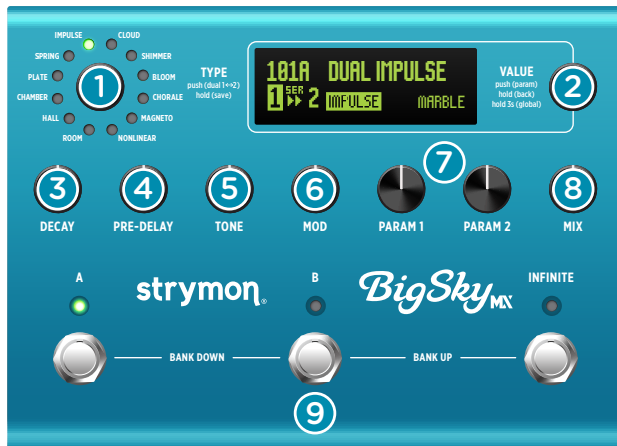 IMPULSE
CLOUD
SPRING
SHIMMER
PLATE
BLOOM
CHAMBER
CHORALE
HALL
MAGNETO
ROOM
NONLINEAR
1
TYPE
push (dual 1↔2)
hold (save)
101A DUAL IMPULSE
1 SER ▸▸ 2 IMPULSE MARBLE
VALUE
push (param)
hold (back)
hold 3s (global)
2
3 4 5 6 7 8
DECAY PRE-DELAY TONE MOD PARAM 1 PARAM 2 MIX
A B INFINITE
strymon® BigSky MX
BANK DOWN BANK UP
9